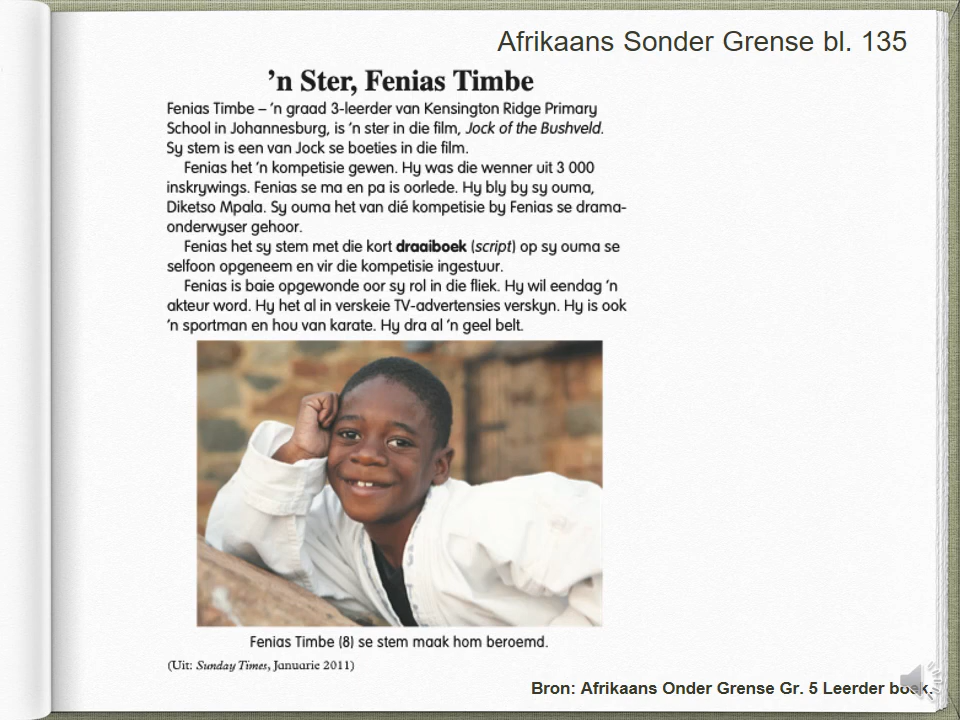 Afrikaans Sonder Grense bl. 135
’n Ster, Fenias Timbe
Fenias Timbe – ’n graad 3-leerder van Kensington Ridge Primary
School in Johannesburg, is ’n ster in die film, Jock of the Bushveld.
Sy stem is een van Jock se boeties in die film.
Fenias het ’n kompetisie gewen. Hy was die wenner uit 3 000
inskrywings. Fenias se ma en pa is oorlede. Hy bly by sy ouma,
Diketso Mpala. Sy ouma het van dié kompetisie by Fenias se drama-
onderwyser gehoor.
Fenias het sy stem met die kort draaiboek (script) op sy ouma se
selfoon opgeneem en vir die kompetisie ingestuur.
Fenias is baie opgewonde oor sy rol in die fliek. Hy wil eendag ’n
akteur word. Hy het al in verskeie TV-advertensies verskyn. Hy is ook
’n sportman en hou van karate. Hy dra al ’n geel belt.
Fenias Timbe (8) se stem maak hom beroemd.
(Uit: Sunday Times, Januarie 2011)
Bron: Afrikaans Onder Grense Gr. 5 Leerder boek.